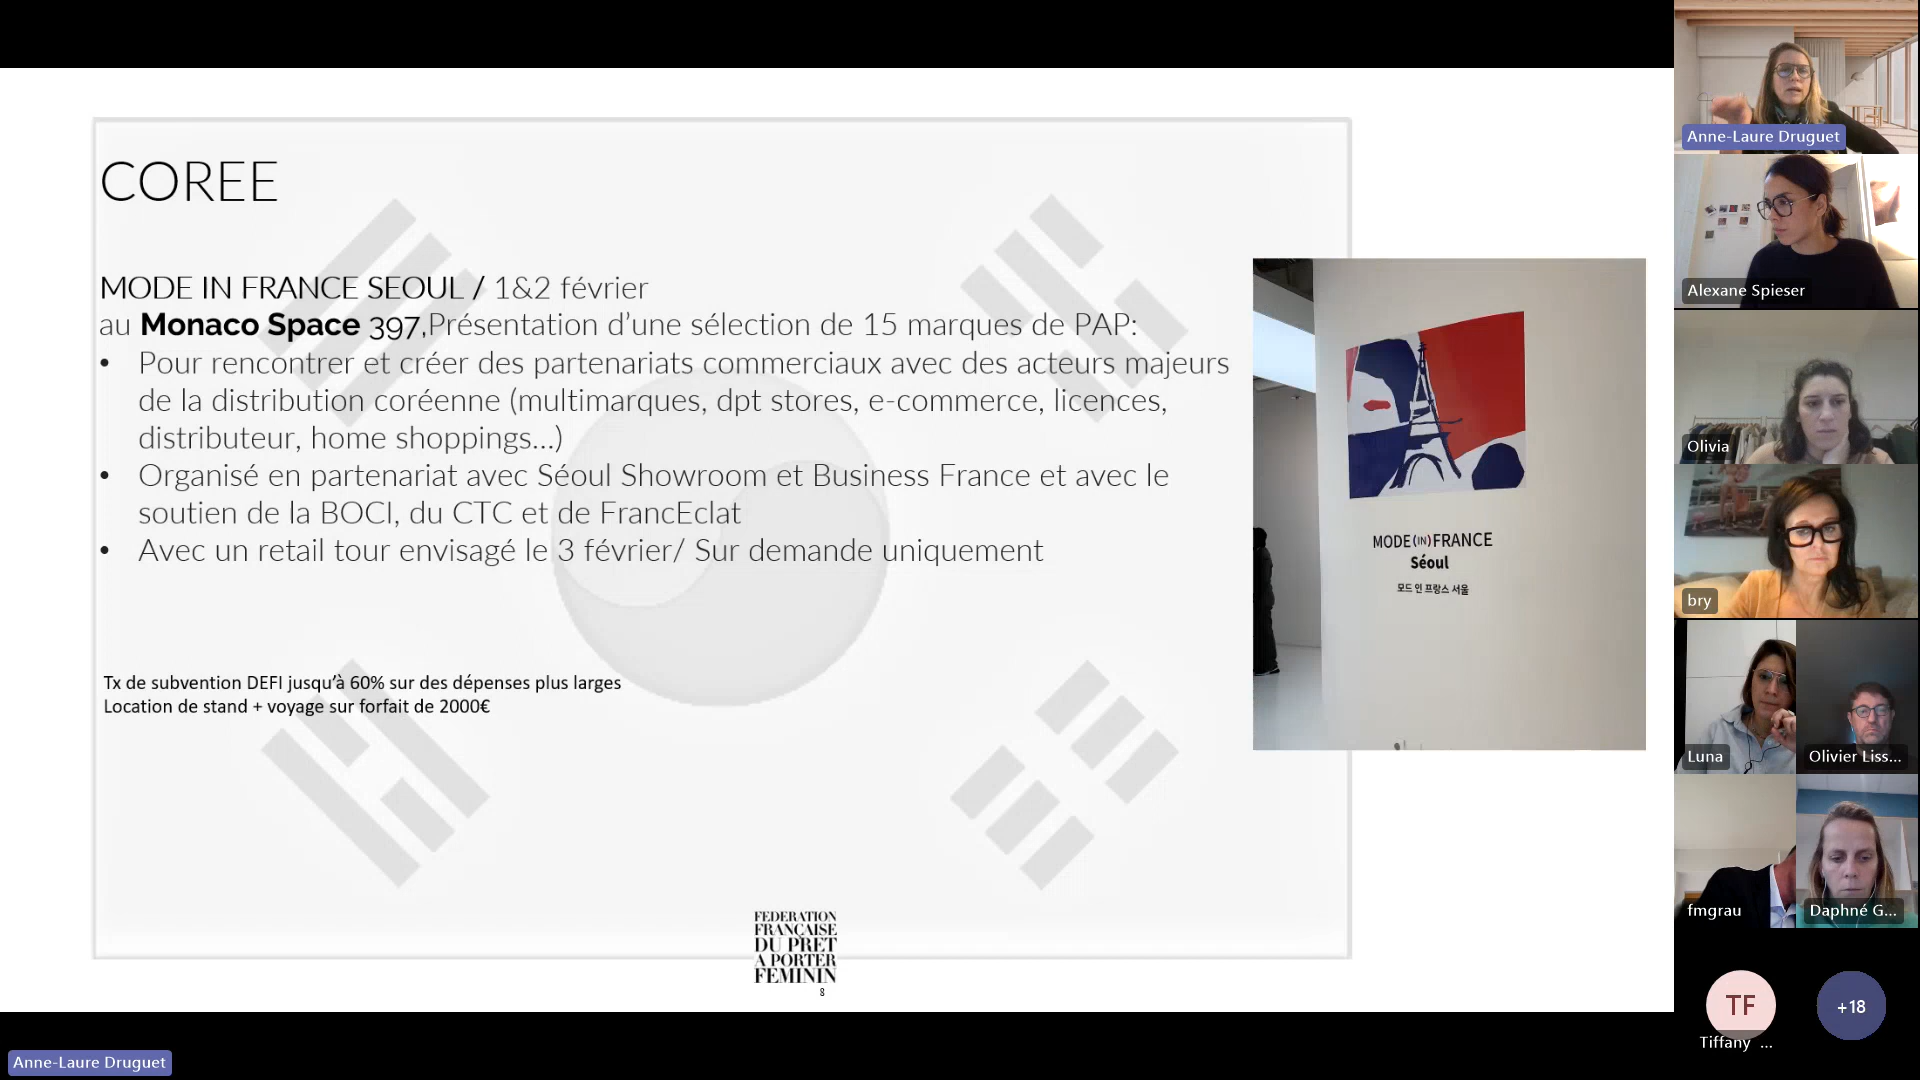 COREE
MODE IN FRANCE SEOUL / 1&2 février
au Monaco Space 397,Présentation d’une sélection de 15 marques de PAP:
• Pour rencontrer et créer des partenariats commerciaux avec des acteurs majeurs
de la distribution coréenne (multimarques, dpt stores, e-commerce, licences,
distributeur, home shoppings…)
• Organisé en partenariat avec Séoul Showroom et Business France et avec le
soutien de la BOCI, du CTC et de FrancEclat
• Avec un retail tour envisagé le 3 février/ Sur demande uniquement
Tx de subvention DEFI jusqu’à 60% sur des dépenses plus larges
Location de stand + voyage sur forfait de 2000€
MODE (IN) FRANCE
Séoul
모드 인 프랑스 서울
FEDERATION
FRANÇAISE
DU PRET
A PORTER
FEMININ
8
Anne-Laure Druguet
Alexane Spieser
Olivia
bry
Luna
Olivier Liss...
fmgrau
Daphné G...
TF
Tiffany ...
+18
Anne-Laure Druguet